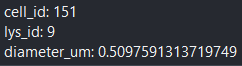 cell_id: 151
lys_id: 9
diameter_um: 0.5097591313719749